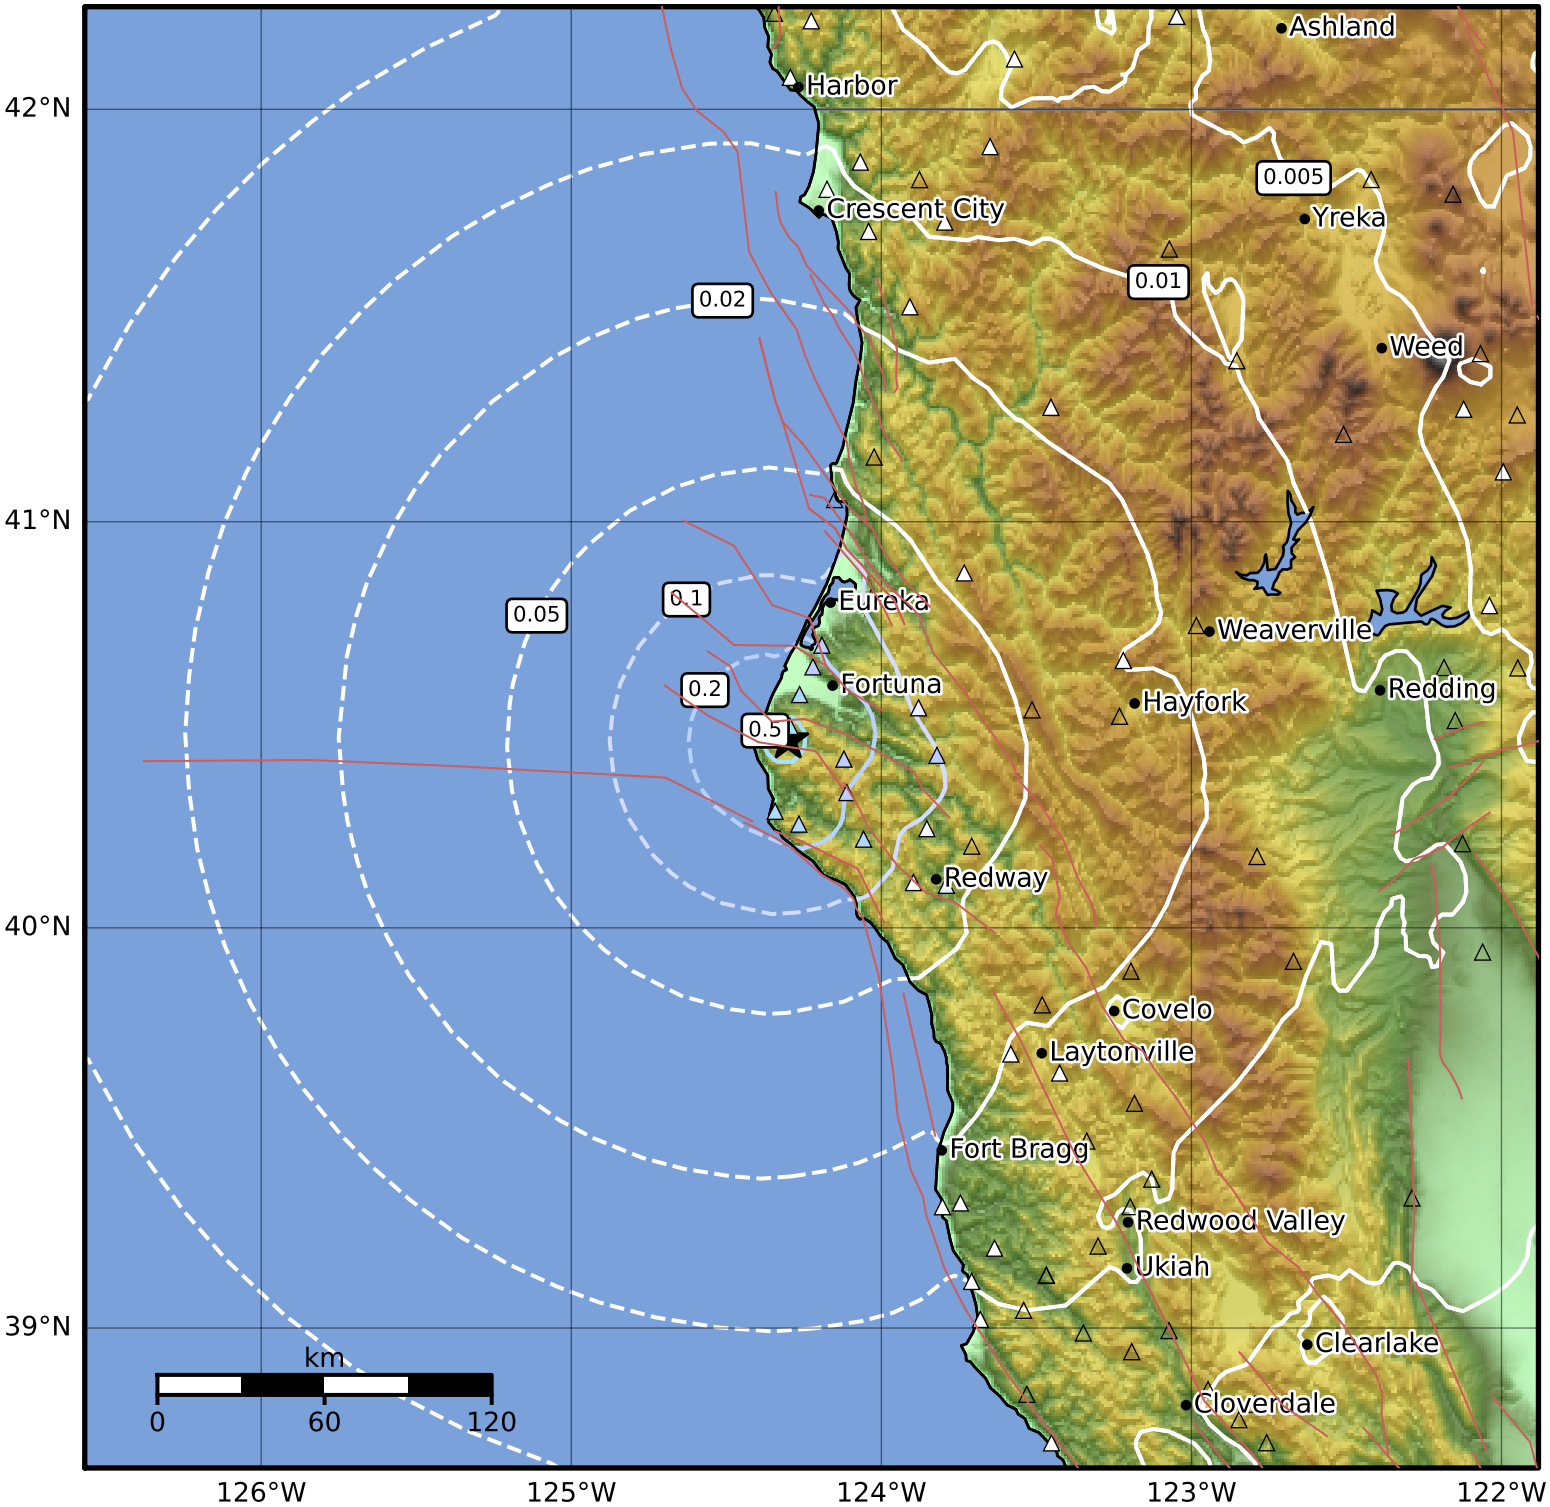 Ashland
Harbor
42°N
0.005
Crescent City
Yreka
0.01
0.02
Weed
41°N
0.1
Eureka
0.05
Weaverville
Fortuna
0.2
Redding
Hayfork
0.5
Redway
40°N
Covelo
Laytonville
Fort Bragg
Redwood Valley
Ukiah
39°N
Clearlake
km
Cloverdale
0 60 120
126°W 125°W 124°W 123°W 122°W